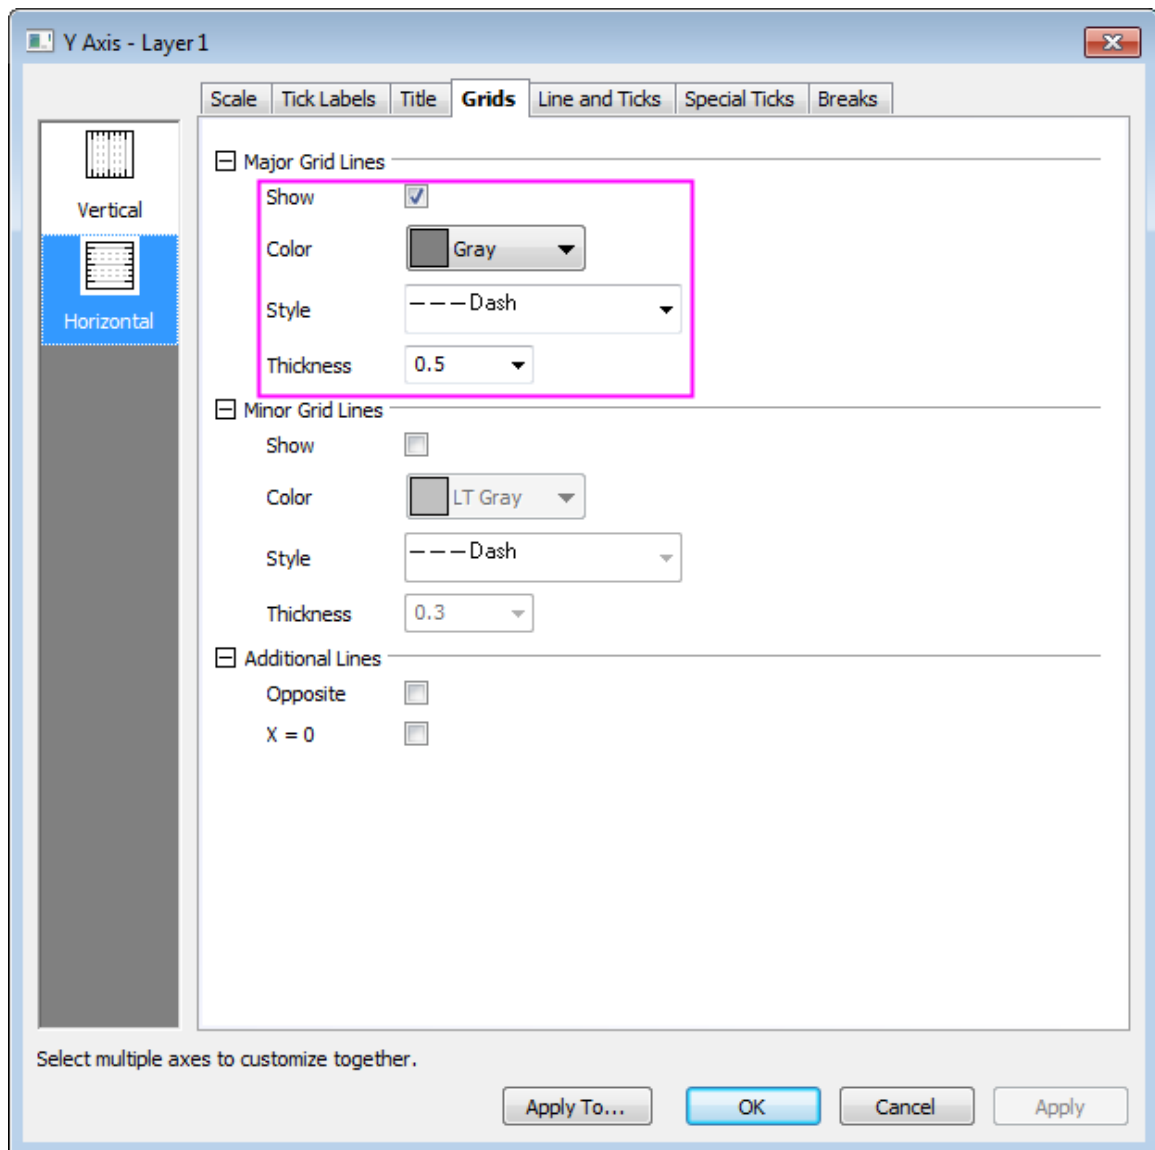 Y Axis - Layer1
Scale Tick Labels Title Grids Line and Ticks Special Ticks Breaks
Vertical
Horizontal
Major Grid Lines
Show
Color Gray
Style Dash
Thickness 0.5
Minor Grid Lines
Show
Color LT Gray
Style Dash
Thickness 0.3
Additional Lines
Opposite
X = 0
Select multiple axes to customize together.
Apply To... OK Cancel Apply